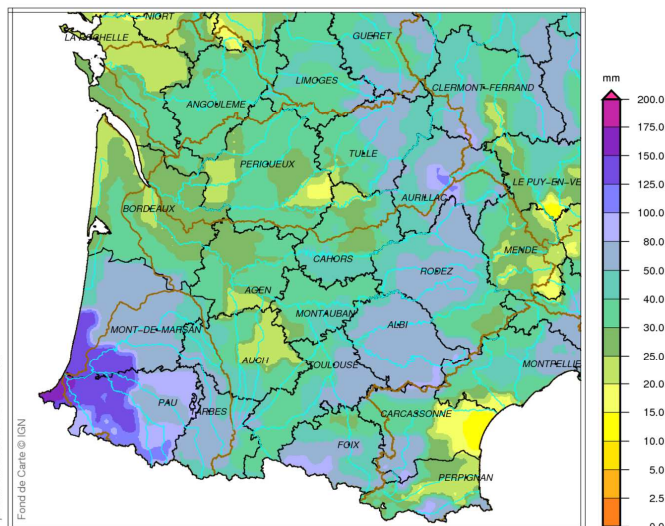 NIORT
LA ROCHELLE
GUERET
LIMOGES
CLERMONT-FERRAND
ANGOULEME
PERIGUEUX
TULLE
LE PUY-EN-VE
AURILLAC
BORDEAUX
MENDE
CAHORS
RODEZ
AGEN
MONTAUBAN
MONT-DE-MARSAN
ALBI
AUCH
TOULOUSE
MONTPELLIE
PAU
TARBES
CARCASSONNE
FOIX
PERPIGNAN
Fond de Carte © IGN
mm
200.0
175.0
150.0
125.0
100.0
80.0
50.0
40.0
30.0
25.0
20.0
15.0
10.0
5.0
2.5
0.0